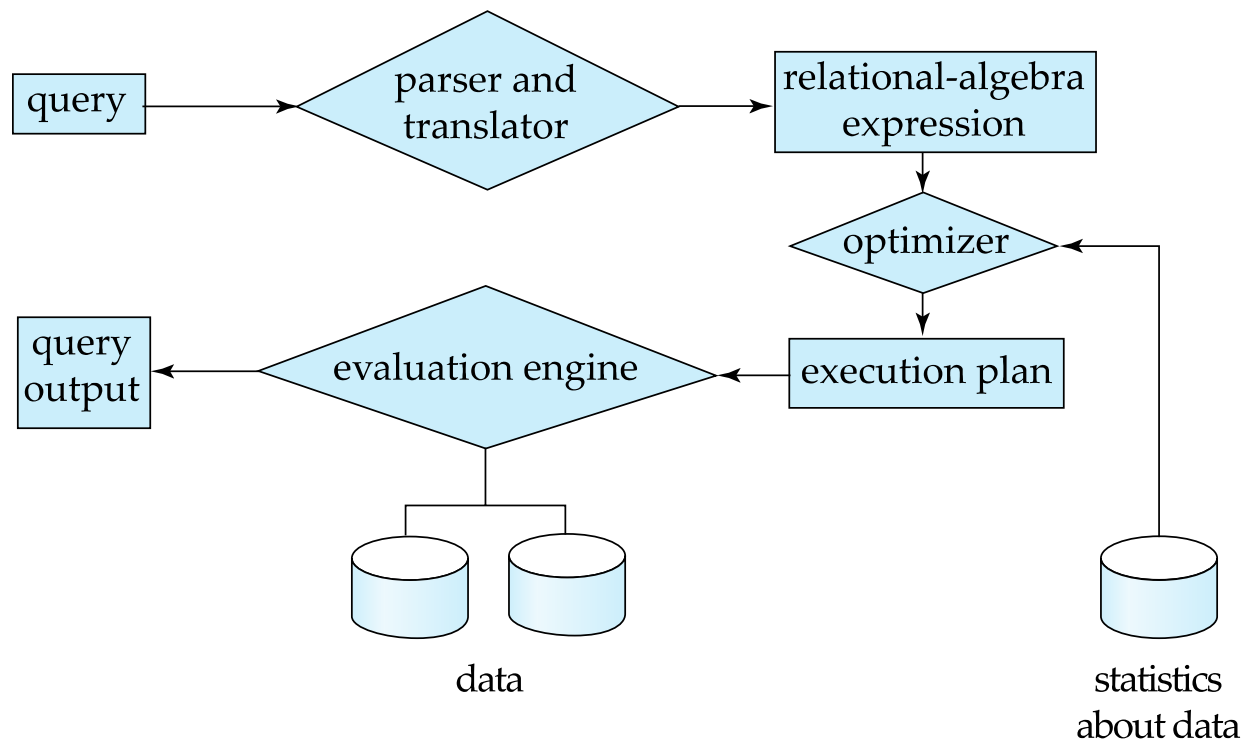 query
parser and
translator
relational-algebra
expression
optimizer
query
output
evaluation engine
execution plan
data
statistics
about data